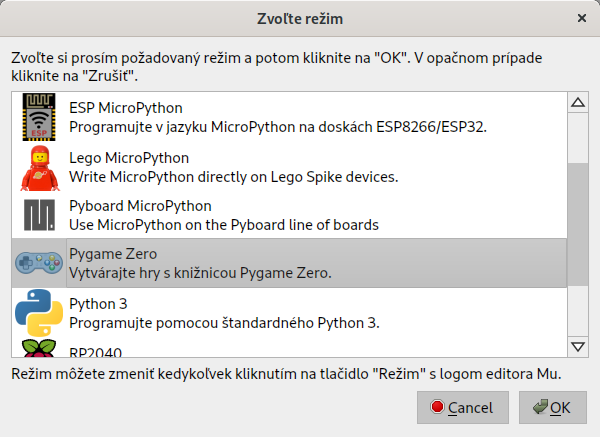 Zvoľte režim
Zvoľte si prosím požadovaný režim a potom kliknite na "OK". V opačnom prípade
kliknite na "Zrušiť".
ESP MicroPython
Programujte v jazyku MicroPython na doskách ESP8266/ESP32.
ESP
Lego MicroPython
Write MicroPython directly on Lego Spike devices.
Pyboard MicroPython
Use MicroPython on the Pyboard line of boards
Pygame Zero
Vytvárajte hry s knižnicou Pygame Zero.
Python 3
Programujte pomocou štandardného Python 3.
RP2040
Režim môžete zmeniť kedykoľvek kliknutím na tlačidlo "Režim" s logom editora Mu.
Cancel
OK